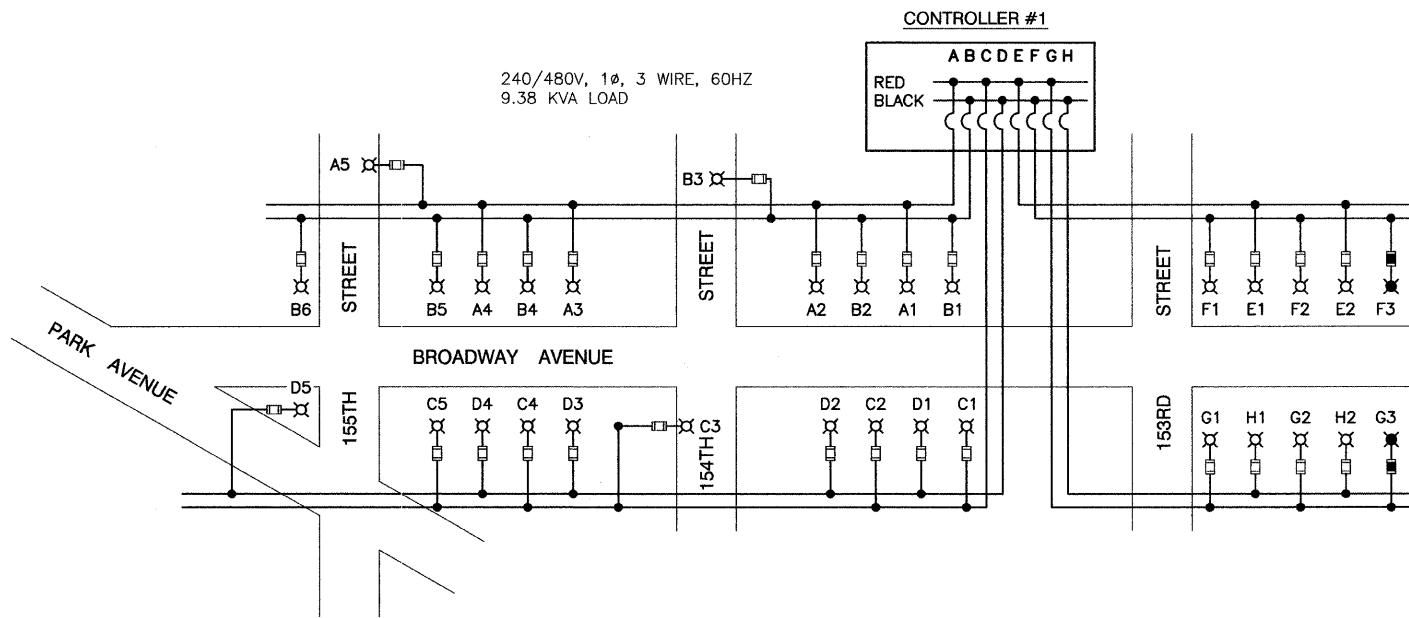 CONTROLLER #1
A B C D E F G H
RED
BLACK
240/480V, 1ø, 3 WIRE, 60HZ
9.38 KVA LOAD
A5
B3
STREET
STREET
STREET
B6
B5
A4
B4
A3
A2
B2
A1
B1
F1
E1
F2
E2
F3
PARK AVENUE
BROADWAY AVENUE
D5
155TH
C5
D4
C4
D3
C3
154TH
D2
C2
D1
C1
153RD
G1
H1
G2
H2
G3